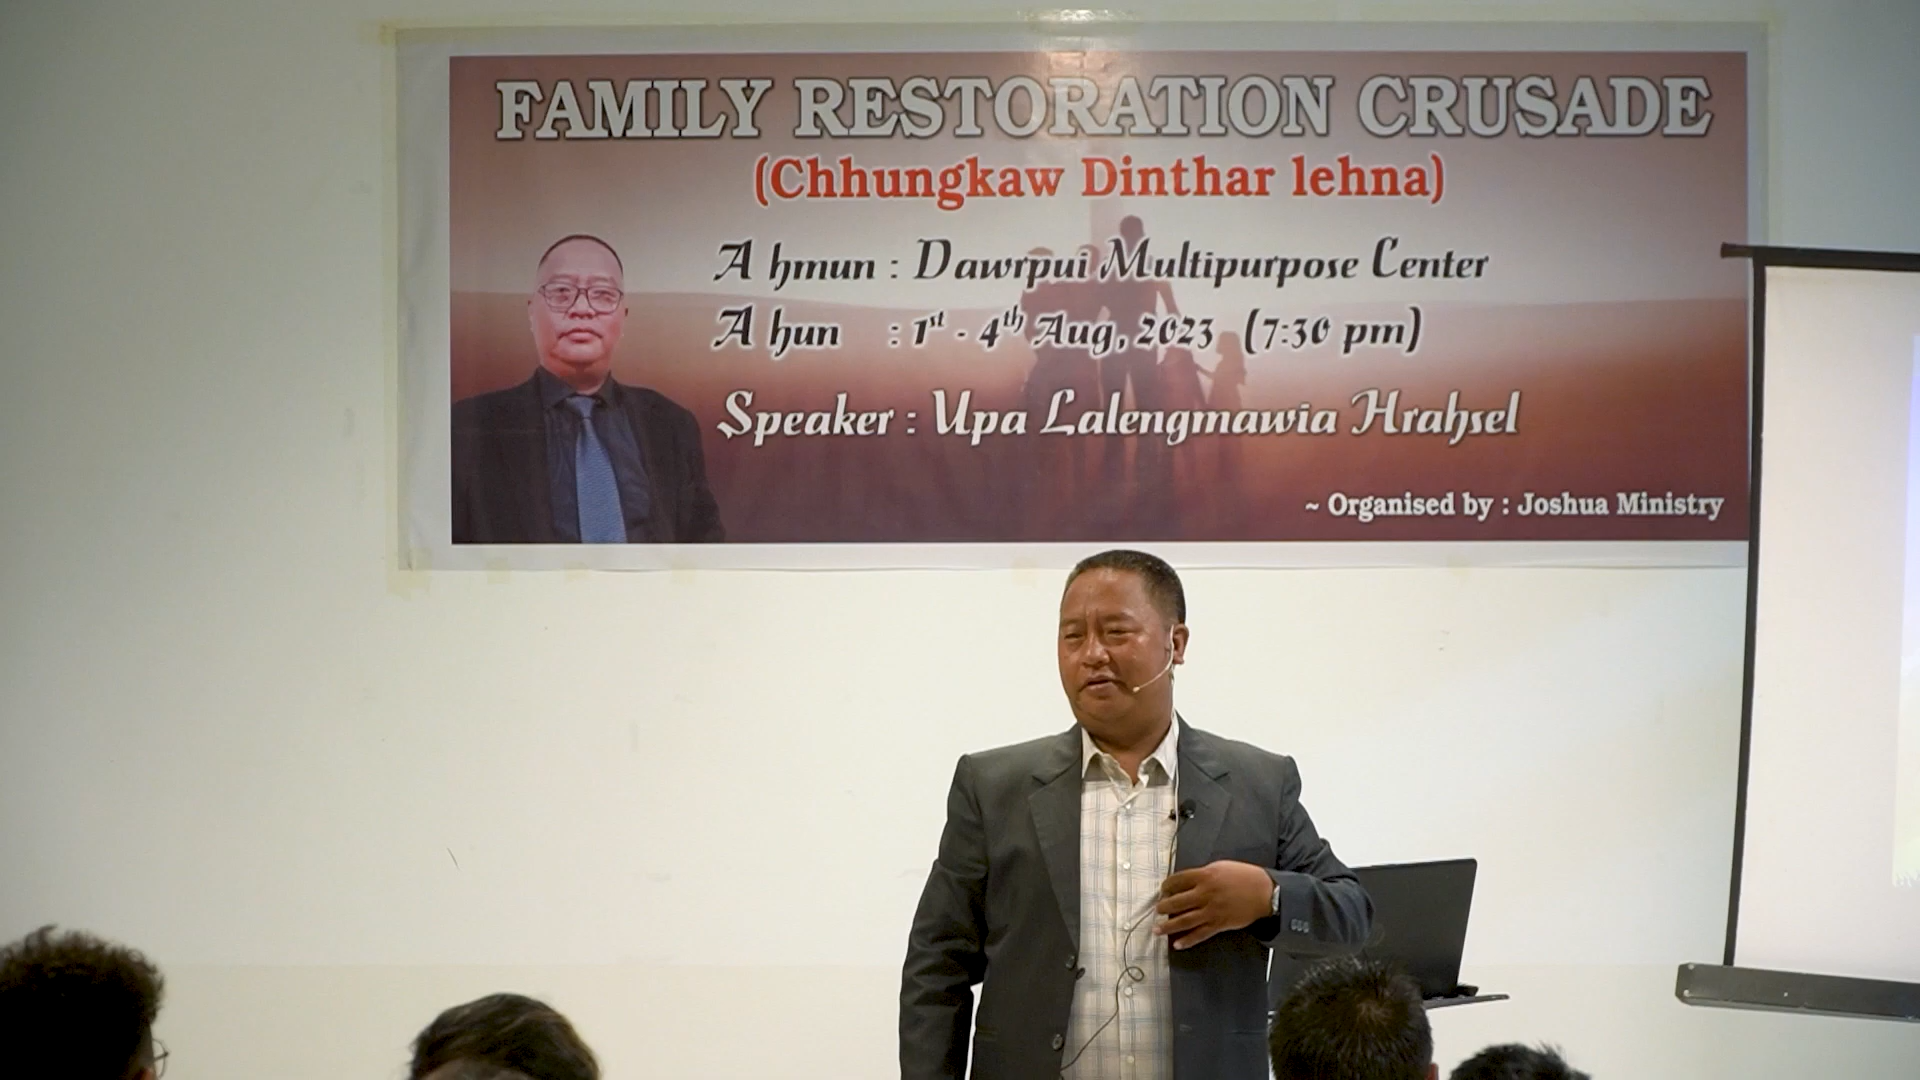 FAMILY RESTORATION CRUSADE
(Chhungkaw Dinthar lehna)
A hmun : Dawrpui Multipurpose Center
A hun : 1st - 4th Aug, 2023 (7:30 pm)
Speaker : Upa Lalengmawia Hrahsel
~ Organised by : Joshua Ministry